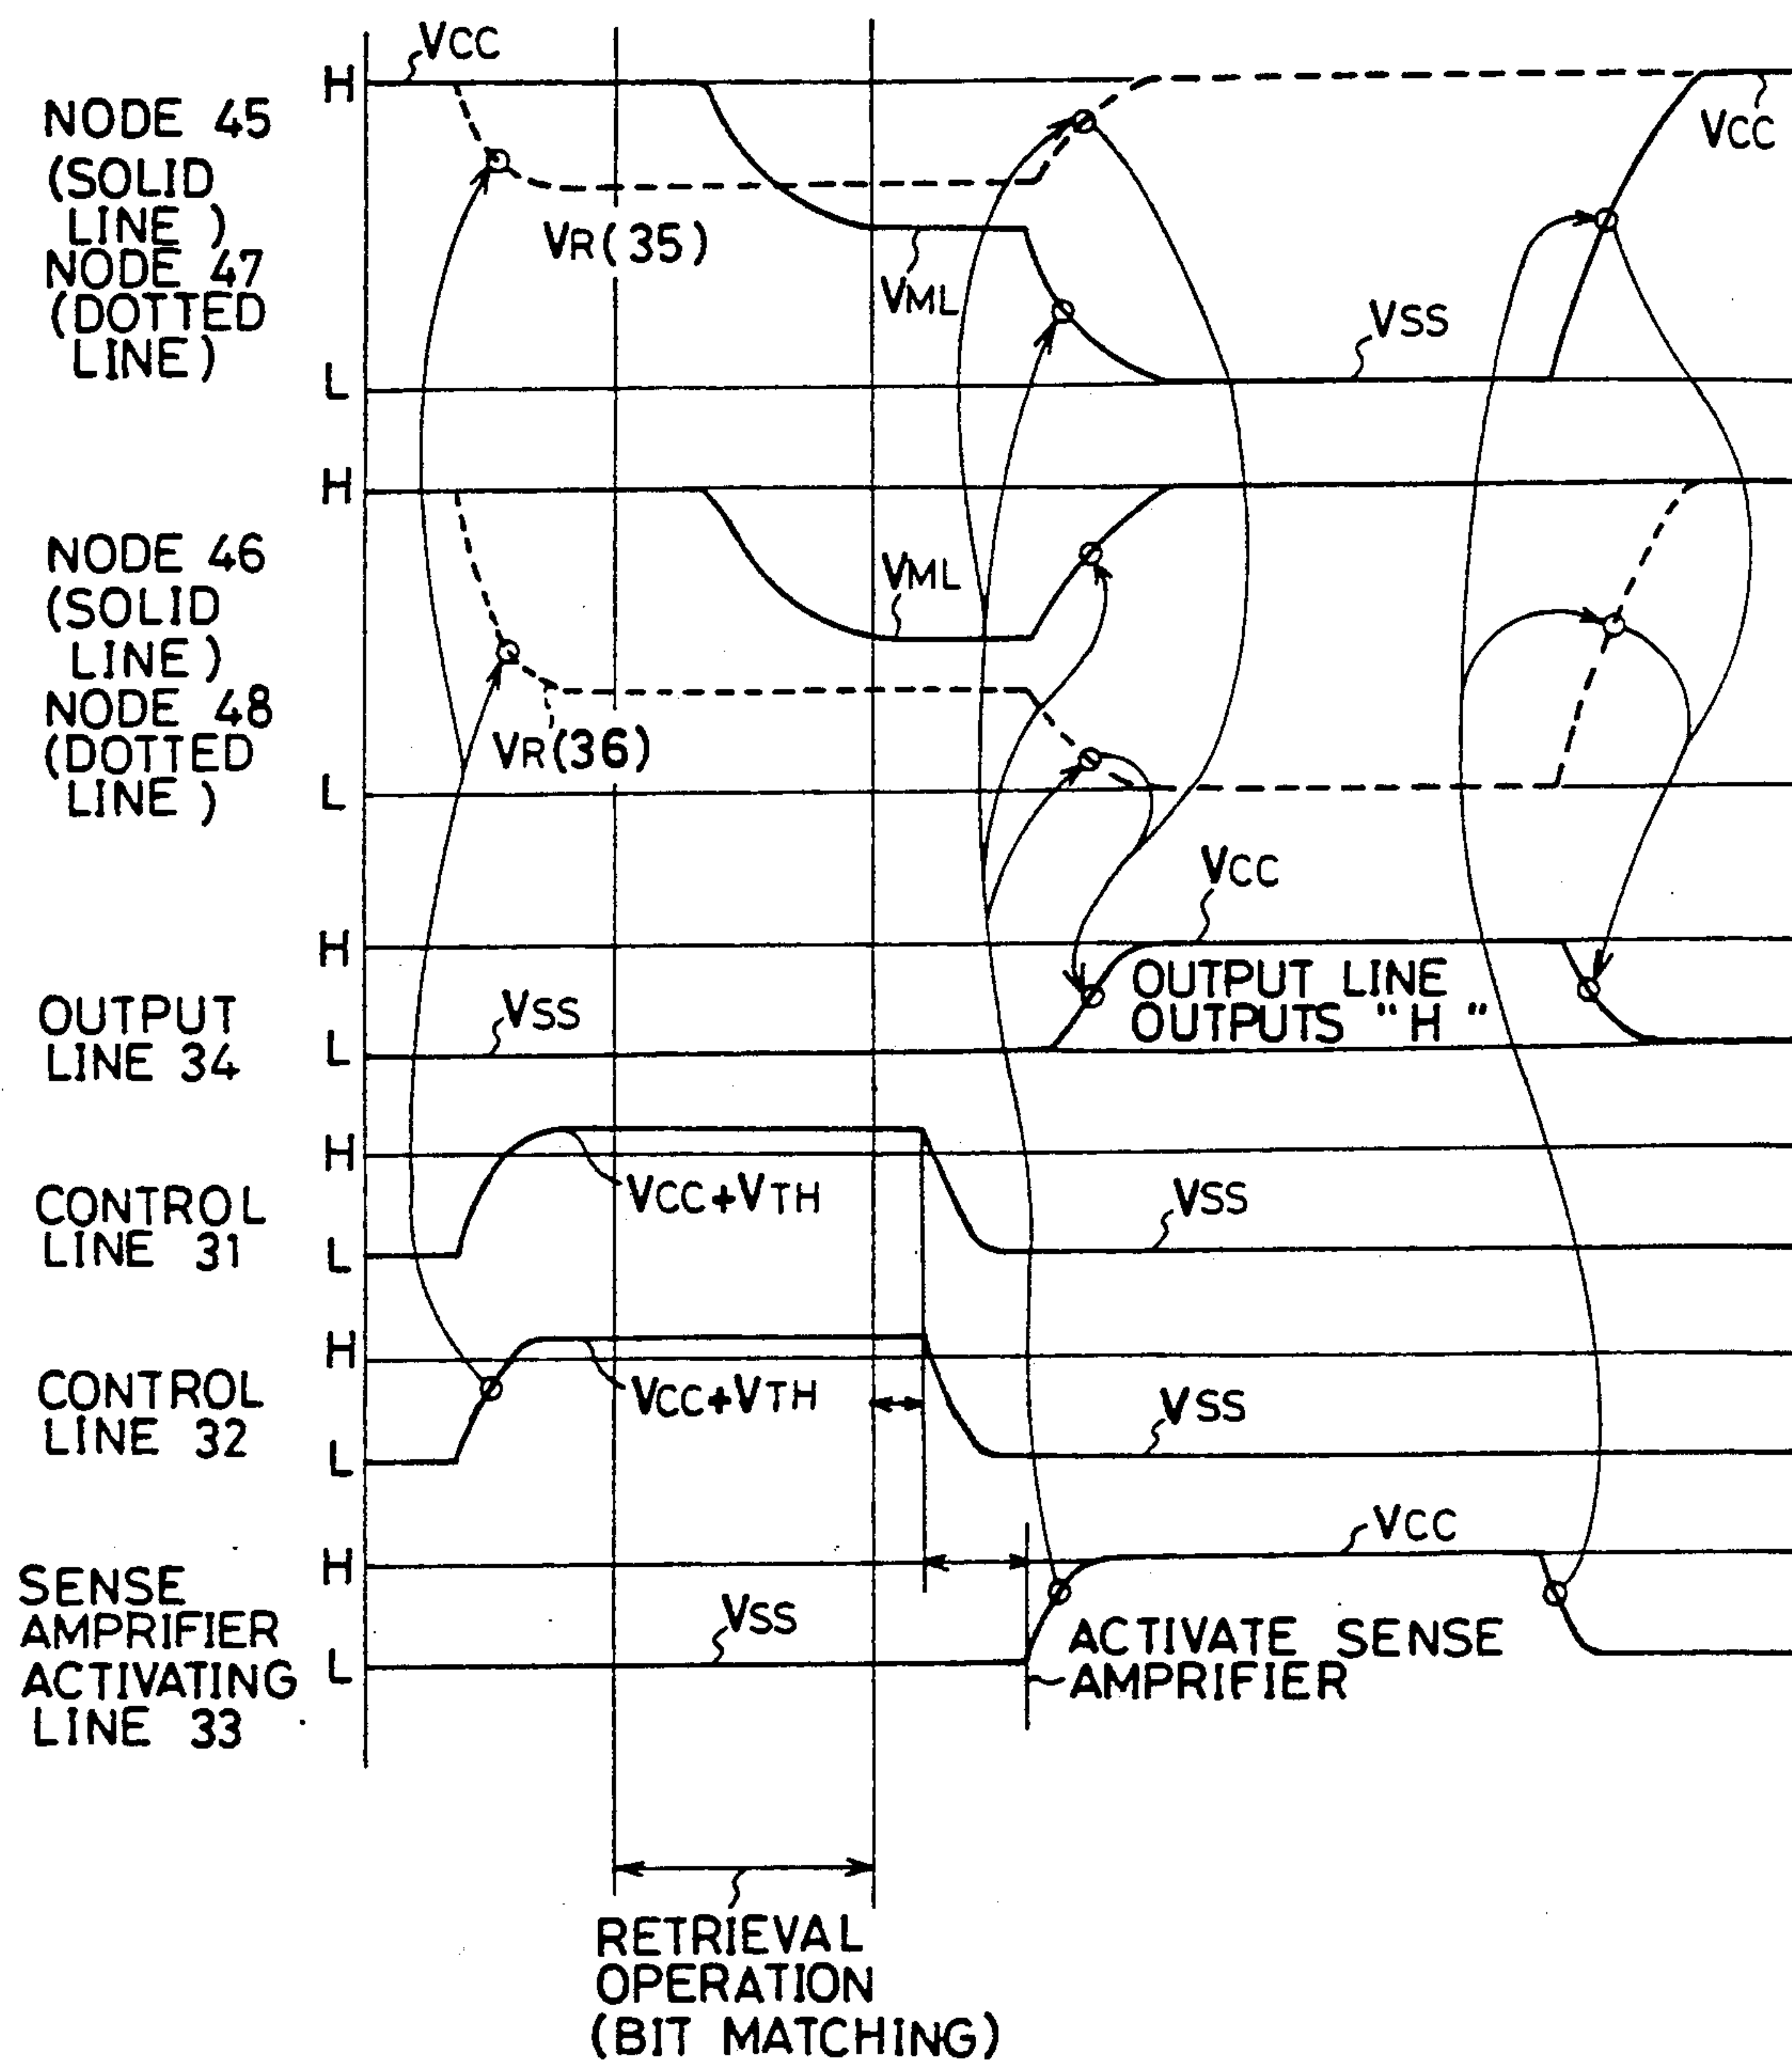 VCC
H
NODE 45
(SOLID
LINE )
NODE 47
(DOTTED
LINE)
VR(35)
VML
VSS
VCC
L
H
NODE 46
(SOLID
LINE)
NODE 48
(DOTTED
LINE )
VML
VR(36)
L
VCC
H
OUTPUT
LINE 34
VSS
OUTPUT LINE
OUTPUTS "H "
L
H
CONTROL
LINE 31
VCC+VTH
VSS
L
H
CONTROL
LINE 32
VCC+VTH
VSS
L
VCC
H
SENSE
AMPRIFIER
ACTIVATING
LINE 33
VSS
L
ACTIVATE SENSE
AMPRIFIER
RETRIEVAL
OPERATION
(BIT MATCHING)